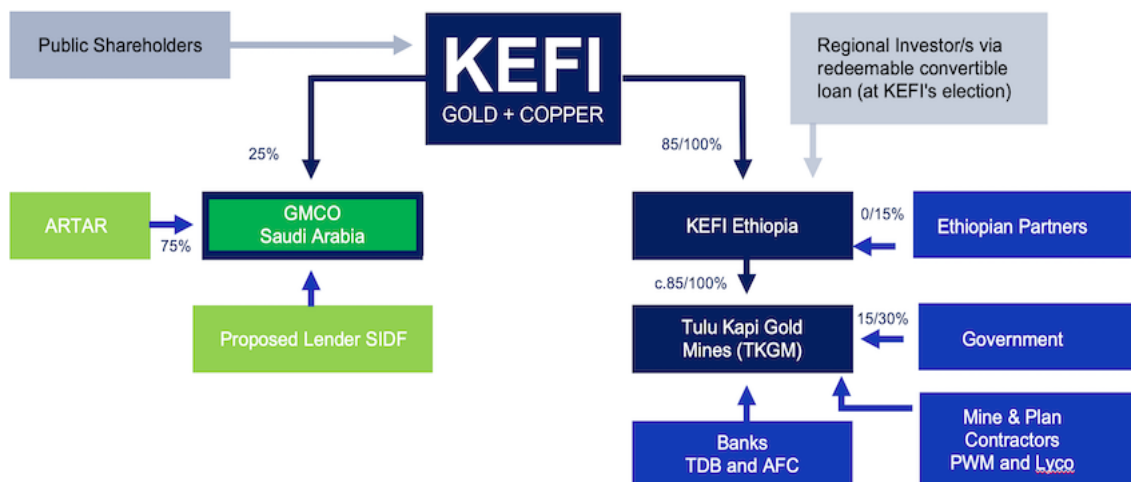 Public Shareholders
KEFI
GOLD + COPPER
Regional Investor/s via
redeemable convertible
loan (at KEFI's election)
25%
85/100%
ARTAR
75%
GMCO
Saudi Arabia
KEFI Ethiopia
0/15%
Ethiopian Partners
c.85/100%
Proposed Lender SIDF
Tulu Kapi Gold
Mines (TKGM)
15/30%
Government
Banks
TDB and AFC
Mine & Plan
Contractors
PWM and Lyco